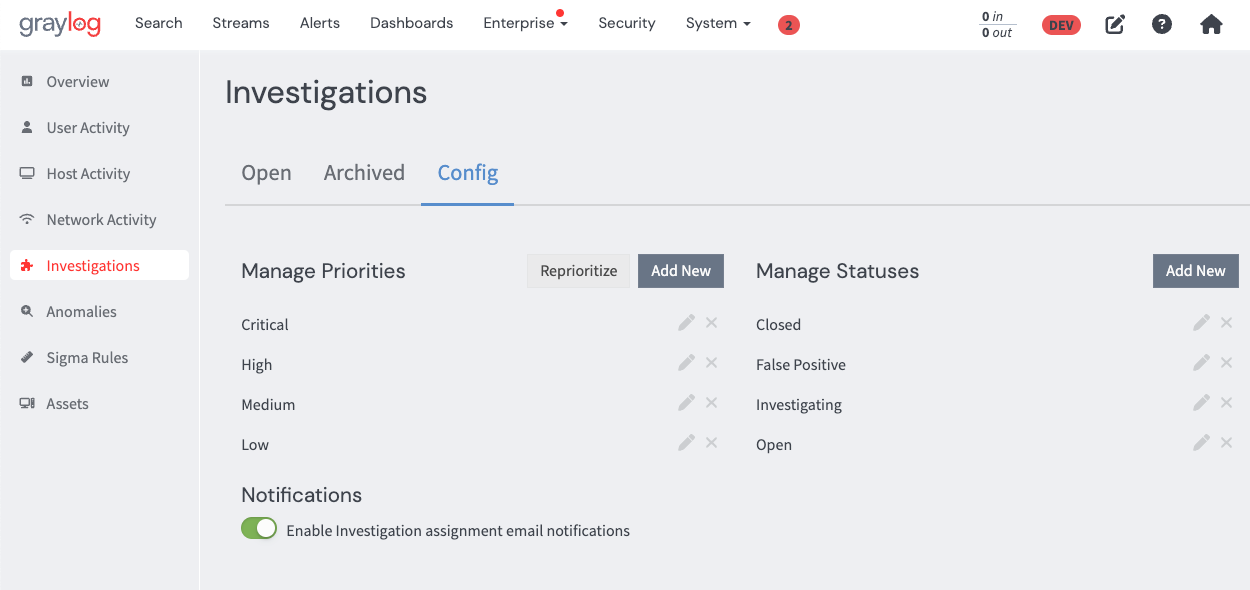 graylog
Search Streams Alerts Dashboards Enterprise Security System 2
0 in
0 out
DEV
?
Overview
User Activity
Host Activity
Network Activity
Investigations
Anomalies
Sigma Rules
Assets
Investigations
Open Archived Config
Manage Priorities Reprioritize Add New
Critical
High
Medium
Low
Manage Statuses Add New
Closed
False Positive
Investigating
Open
Notifications
Enable Investigation assignment email notifications